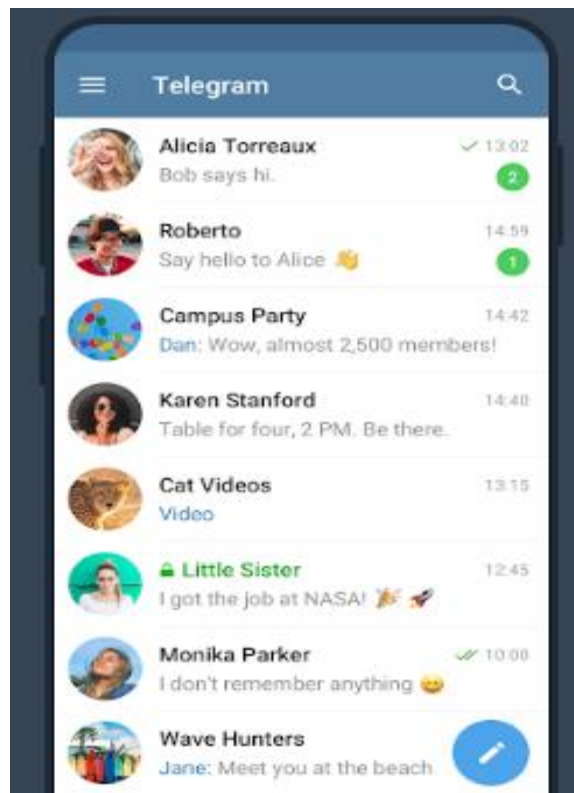 Telegram
Alicia Torreaux 13:02
Bob says hi. 2
Roberto 14:59
Say hello to Alice 👋 1
Campus Party 14:42
Dan: Wow, almost 2,500 members!
Karen Stanford 14:40
Table for four, 2 PM. Be there.
Cat Videos 13:15
Video
Little Sister 12:45
I got the job at NASA! 🎉 🚀
Monika Parker 10:00
I don't remember anything 😄
Wave Hunters
Jane: Meet you at the beach